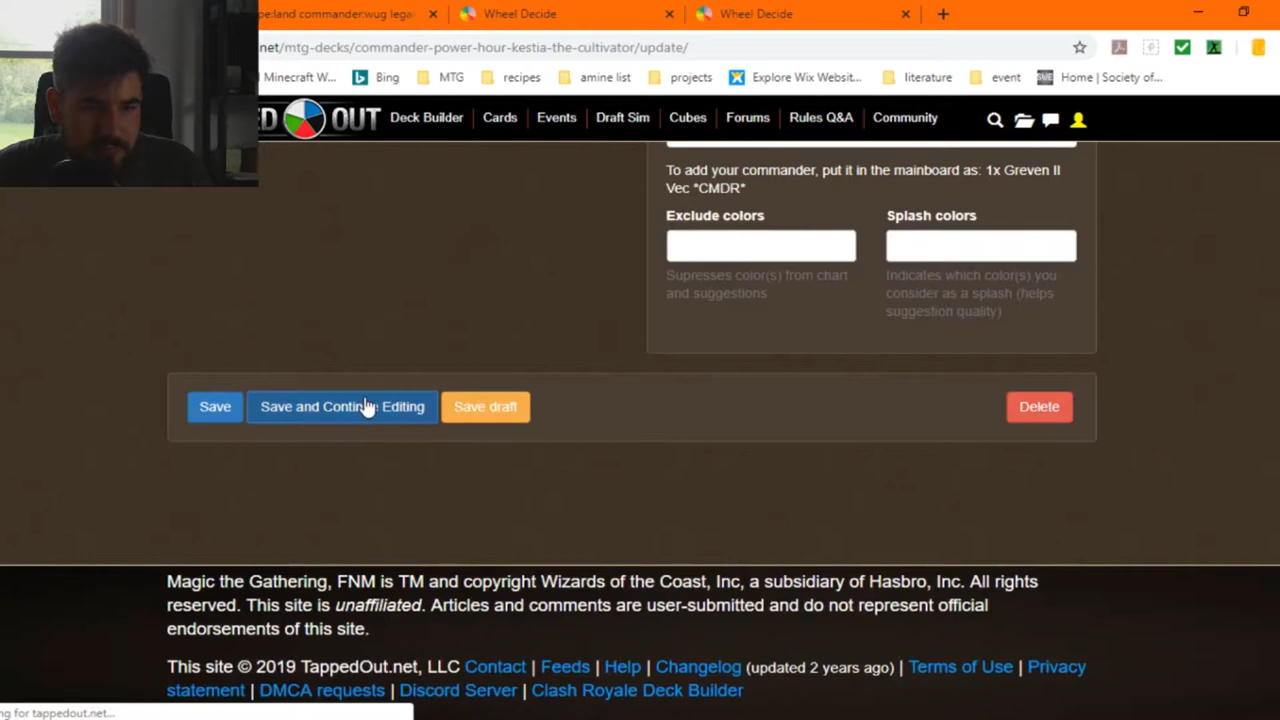 pe:land commander:wug lega
Wheel Decide
Wheel Decide
net/mtg-decks/commander-power-hour-kestia-the-cultivator/update/
Minecraft W...
Bing
MTG
recipes
amine list
projects
Explore Wix Websit...
literature
event
Home | Society of...
ED OUT
Deck Builder
Cards
Events
Draft Sim
Cubes
Forums
Rules Q&A
Community
To add your commander, put it in the mainboard as: 1x Greven Il
Vec *CMDR*
Exclude colors
Splash colors
Supresses color(s) from chart
and suggestions
Indicates which color(s) you
consider as a splash (helps
suggestion quality)
Save
Save and Continue Editing
Save draft
Delete
Magic the Gathering, FNM is TM and copyright Wizards of the Coast, Inc, a subsidiary of Hasbro, Inc. All rights
reserved. This site is unaffiliated. Articles and comments are user-submitted and do not represent official
endorsements of this site.
This site © 2019 TappedOut.net, LLC Contact | Feeds | Help | Changelog (updated 2 years ago) | Terms of Use | Privacy
statement | DMCA requests | Discord Server | Clash Royale Deck Builder
ng for tappedout.net...